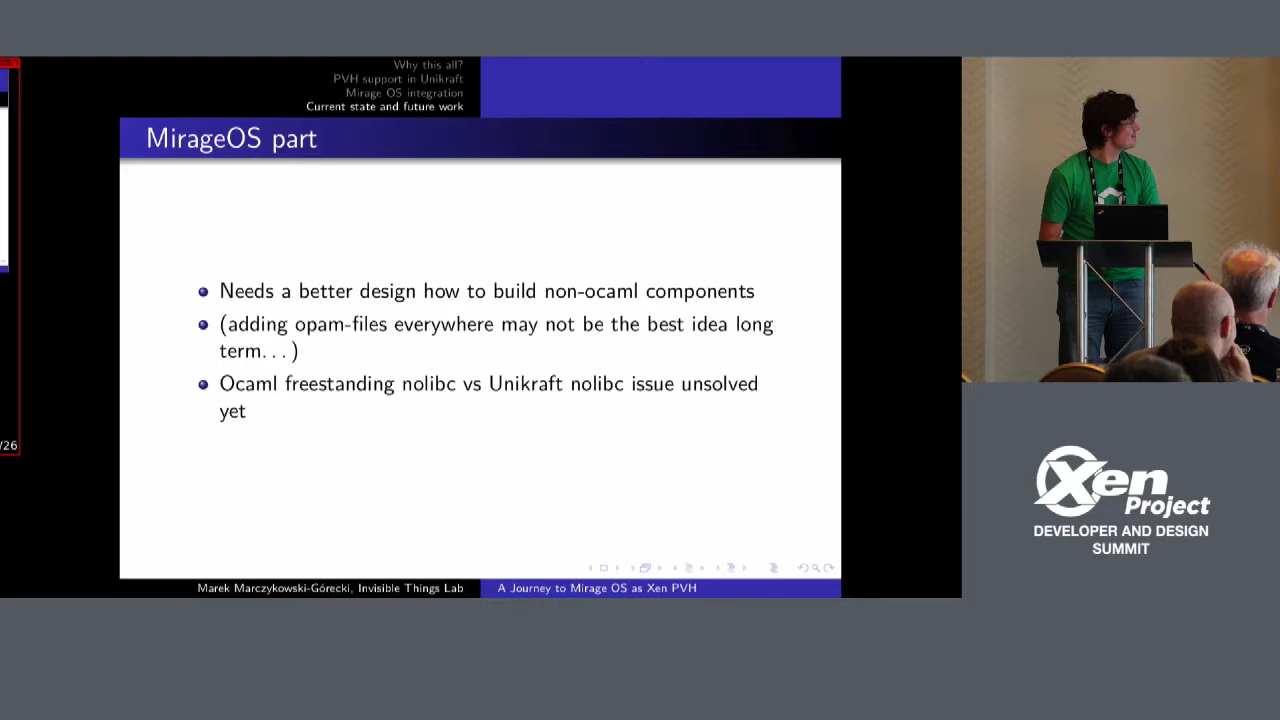 Why this all?
PVH support in Unikraft
Mirage OS integration
Current state and future work
MirageOS part
Needs a better design how to build non-ocaml components
(adding opam-files everywhere may not be the best idea long
term. . . )
Ocaml freestanding nolibc vs Unikraft nolibc issue unsolved
yet
/26
Marek Marczykowski-Górecki, Invisible Things Lab
A Journey to Mirage OS as Xen PVH
Xen
Project
DEVELOPER AND DESIGN
SUMMIT